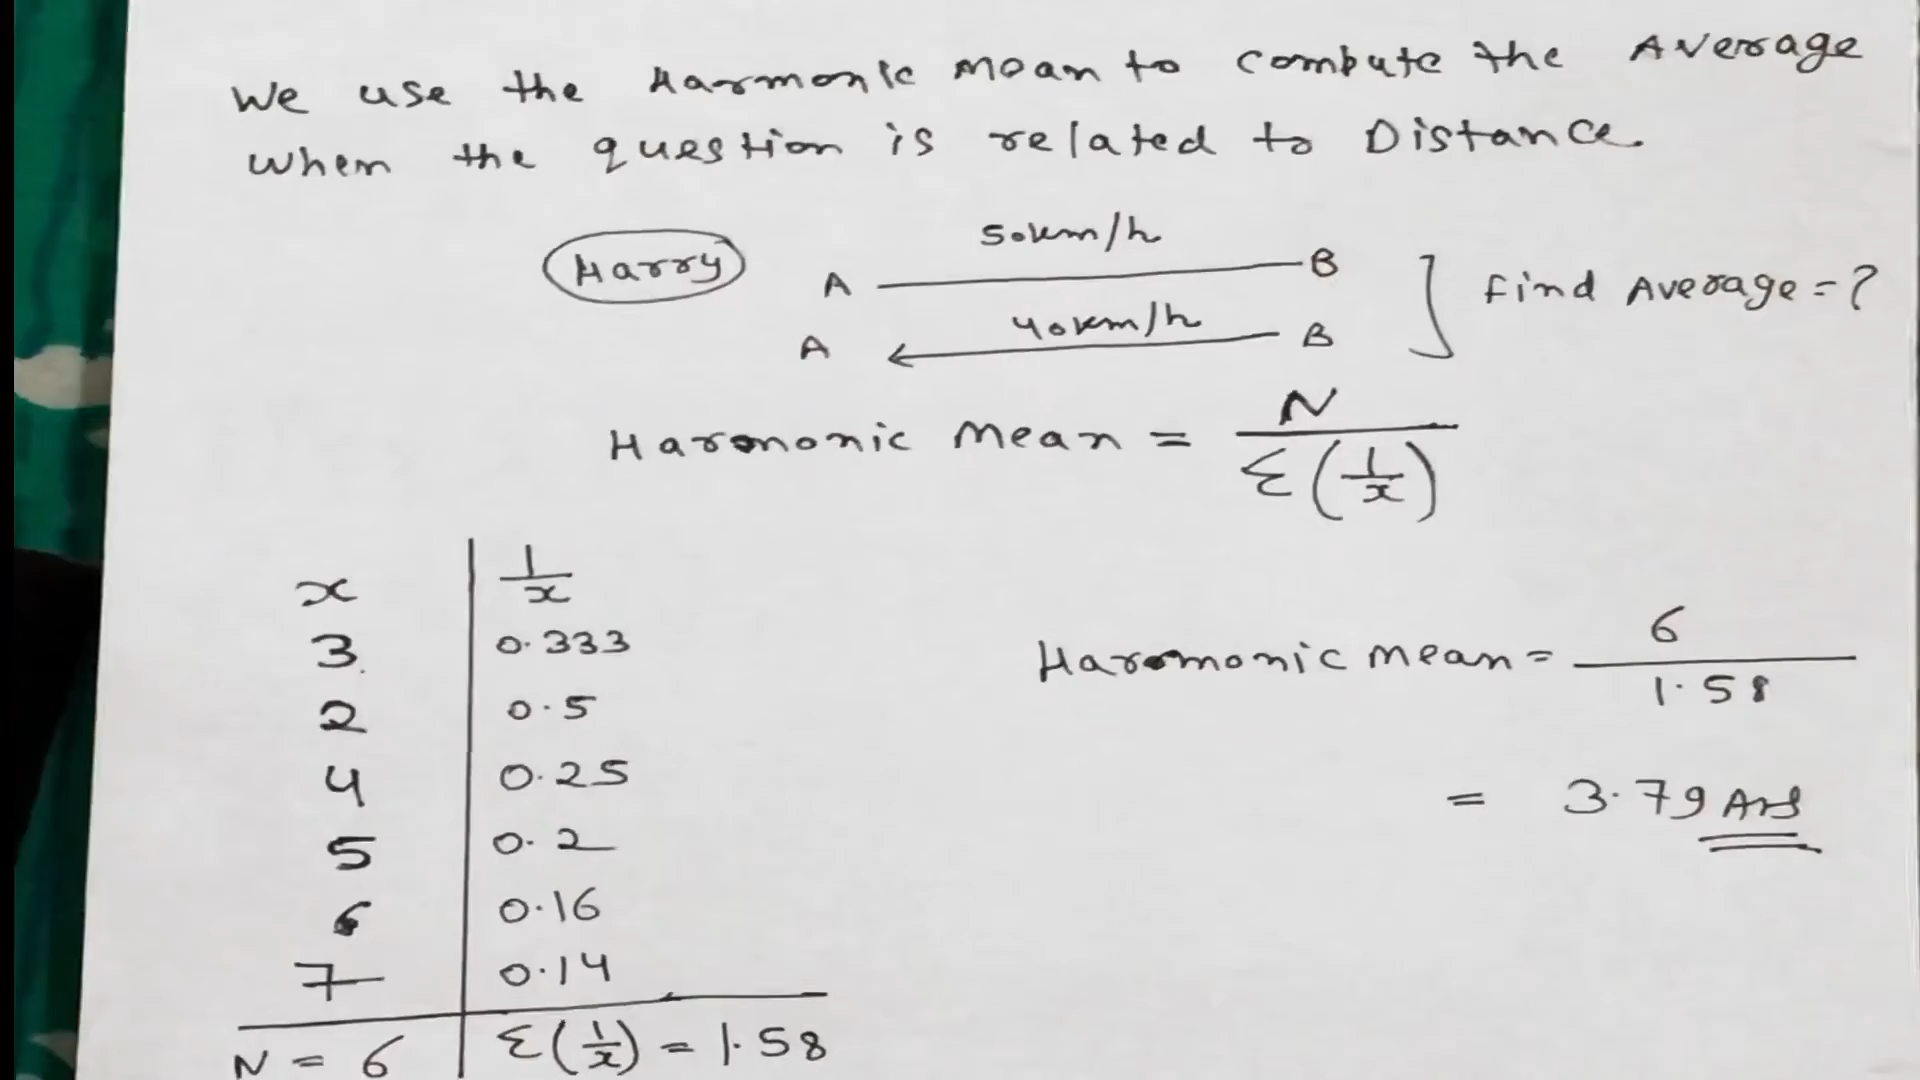 We use the Harmonic Mean to compute the Average
When the question is related to Distance.
Harry
50km/h
A B
40km/h
A B
find Average = ?
Harmonic Mean = N / Σ(1/x)
x 1/x
3 0.333
2 0.5
4 0.25
5 0.2
6 0.16
7 0.14
N = 6 Σ(1/x) = 1.58
Harmonic Mean = 6 / 1.58
= 3.79 Ans